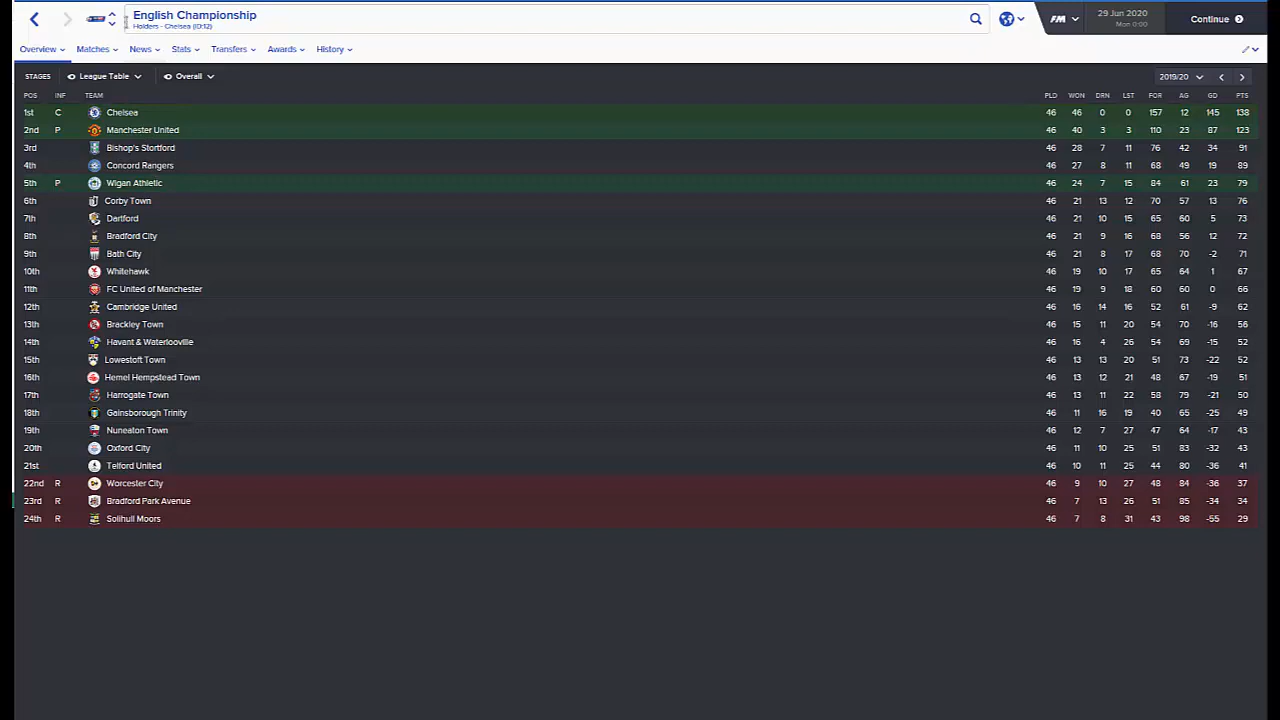 English Championship
Holders - Chelsea (ID:12)
FM
29 Jun 2020
Mon 0:00
Continue
Overview Matches News Stats Transfers Awards History
STAGES League Table Overall 2019/20
POS INF TEAM PLD WON DRN LST FOR AG GD PTS
1st C Chelsea 46 46 0 0 157 12 145 138
2nd P Manchester United 46 40 3 3 110 23 87 123
3rd Bishop's Stortford 46 28 7 11 76 42 34 91
4th Concord Rangers 46 27 8 11 68 49 19 89
5th P Wigan Athletic 46 24 7 15 84 61 23 79
6th Corby Town 46 21 13 12 70 57 13 76
7th Dartford 46 21 10 15 65 60 5 73
8th Bradford City 46 21 9 16 68 56 12 72
9th Bath City 46 21 8 17 68 70 -2 71
10th Whitehawk 46 19 10 17 65 64 1 67
11th FC United of Manchester 46 19 9 18 60 60 0 66
12th Cambridge United 46 16 14 16 52 61 -9 62
13th Brackley Town 46 15 11 20 54 70 -16 56
14th Havant & Waterlooville 46 16 4 26 54 69 -15 52
15th Lowestoft Town 46 13 13 20 51 73 -22 52
16th Hemel Hempstead Town 46 13 12 21 48 67 -19 51
17th Harrogate Town 46 13 11 22 58 79 -21 50
18th Gainsborough Trinity 46 11 16 19 40 65 -25 49
19th Nuneaton Town 46 12 7 27 47 64 -17 43
20th Oxford City 46 11 10 25 51 83 -32 43
21st Telford United 46 10 11 25 44 80 -36 41
22nd R Worcester City 46 9 10 27 48 84 -36 37
23rd R Bradford Park Avenue 46 7 13 26 51 85 -34 34
24th R Solihull Moors 46 7 8 31 43 98 -55 29